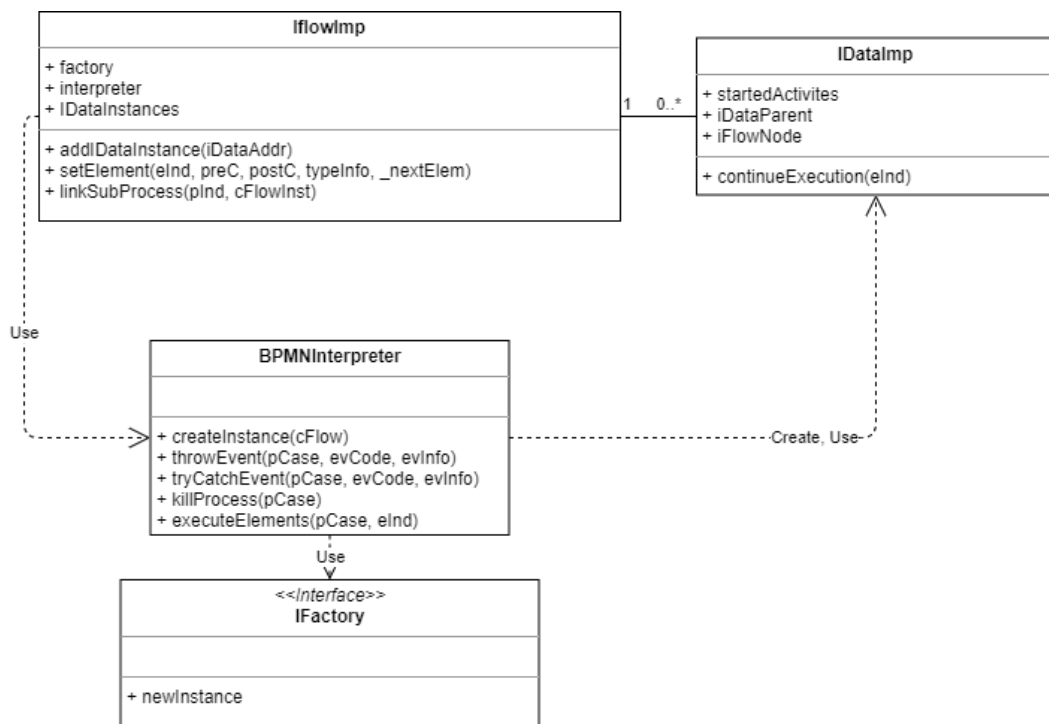 IflowImp
+ factory
+ interpreter
+ IDataInstances
+ addIDataInstance(iDataAddr)
+ setElement(eInd, preC, postC, typeInfo, _nextElem)
+ linkSubProcess(pInd, cFlowInst)
1 0..*
IDataImp
+ startedActivites
+ iDataParent
+ iFlowNode
+ continueExecution(eInd)
Use
BPMNInterpreter
+ createInstance(cFlow)
+ throwEvent(pCase, evCode, evInfo)
+ tryCatchEvent(pCase, evCode, evInfo)
+ killProcess(pCase)
+ executeElements(pCase, eInd)
Create, Use
Use
<<Interface>>
IFactory
+ newInstance